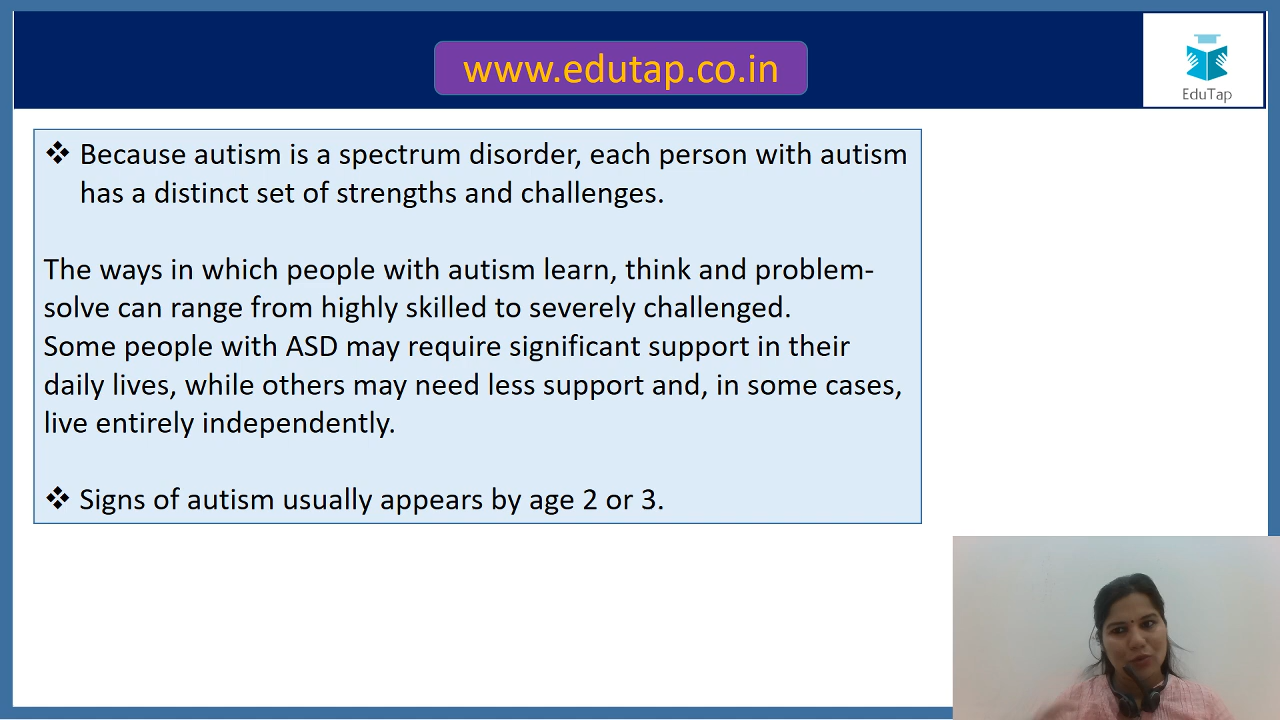 www.edutap.co.in
EduTap
❖ Because autism is a spectrum disorder, each person with autism
has a distinct set of strengths and challenges.
The ways in which people with autism learn, think and problem-
solve can range from highly skilled to severely challenged.
Some people with ASD may require significant support in their
daily lives, while others may need less support and, in some cases,
live entirely independently.
❖ Signs of autism usually appears by age 2 or 3.